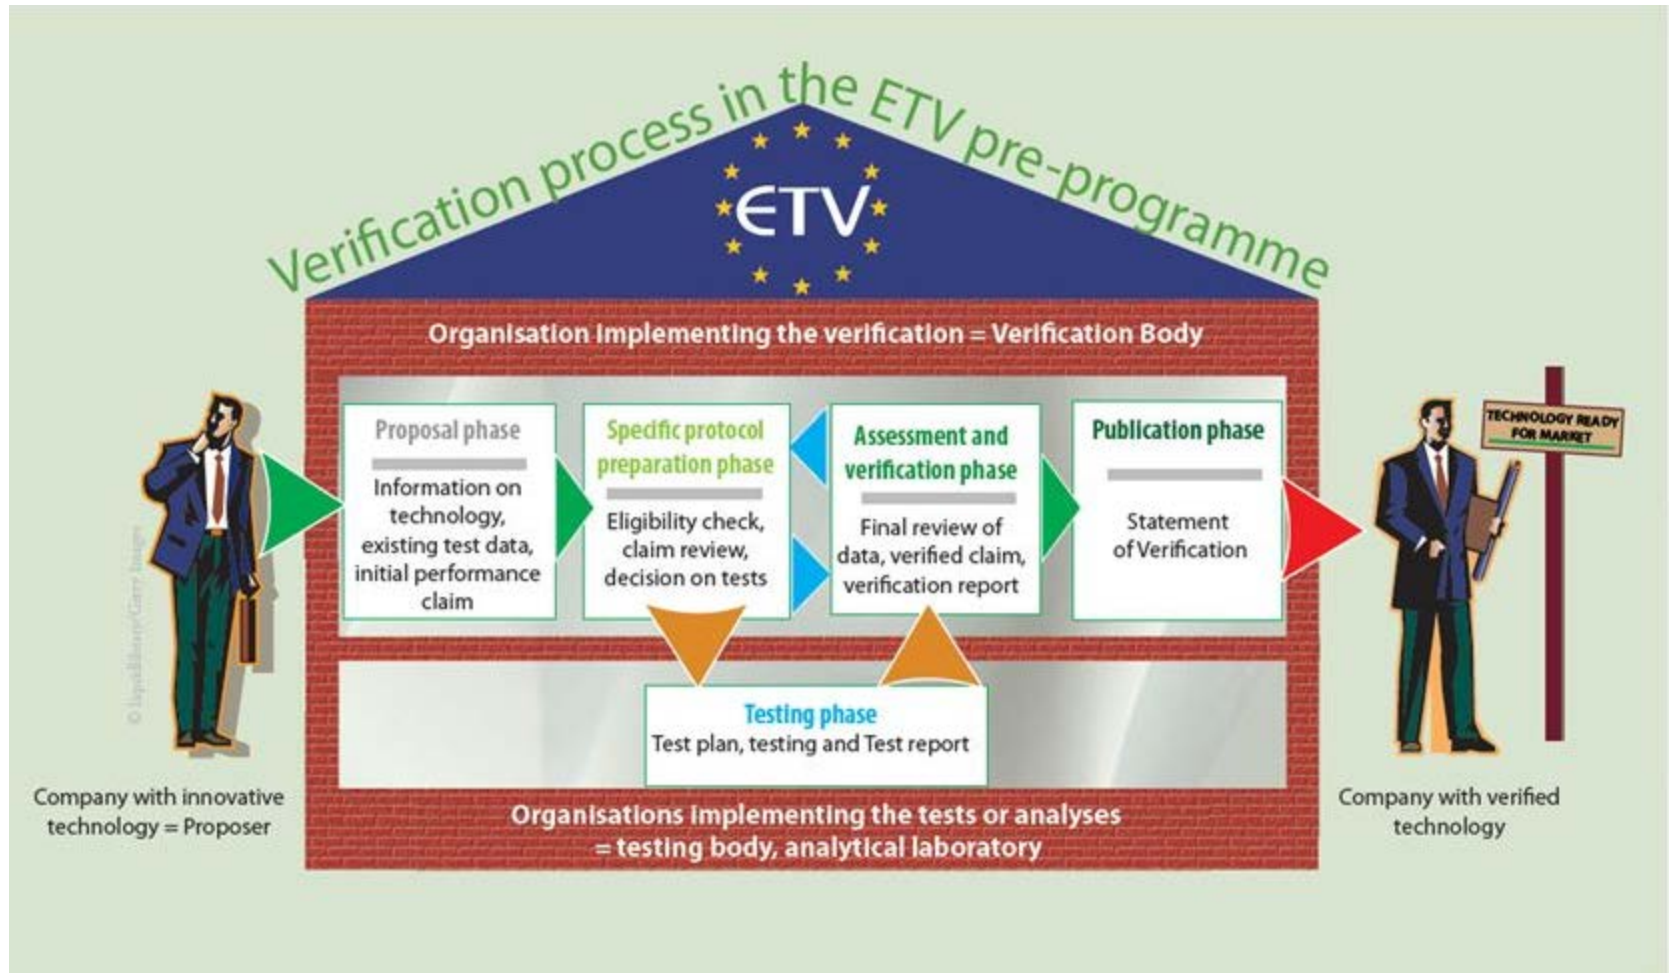 Verification process in the ETV pre-programme
ETV
Organisation implementing the verification = Verification Body
Proposal phase
Information on
technology,
existing test data,
initial performance
claim
Specific protocol
preparation phase
Eligibility check,
claim review,
decision on tests
Assessment and
verification phase
Final review of
data, verified claim,
verification report
Publication phase
Statement
of Verification
TECHNOLOGY READY
FOR MARKET
Testing phase
Test plan, testing and Test report
Organisations implementing the tests or analyses
= testing body, analytical laboratory
Company with innovative
technology = Proposer
Company with verified
technology